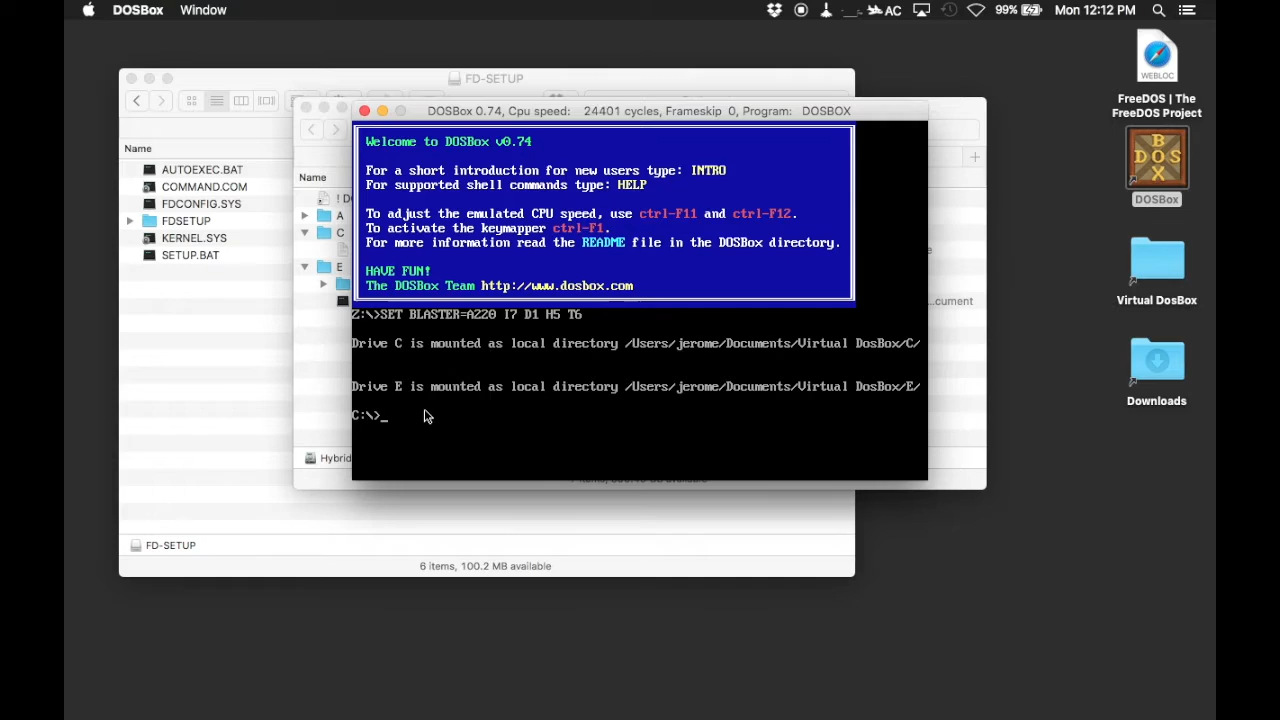 DOSBox Window
AC 99% Mon 12:12 PM
FD-SETUP
Name
AUTOEXEC.BAT
COMMAND.COM
FDCONFIG.SYS
FDSETUP
KERNEL.SYS
SETUP.BAT
FD-SETUP
6 items, 100.2 MB available
Name
A
C
E
Hybrid
...cument
DOSBox 0.74, Cpu speed: 24401 cycles, Frameskip 0, Program: DOSBOX
Welcome to DOSBox v0.74
For a short introduction for new users type: INTRO
For supported shell commands type: HELP
To adjust the emulated CPU speed, use ctrl-F11 and ctrl-F12.
To activate the keymapper ctrl-F1.
For more information read the README file in the DOSBox directory.
HAVE FUN!
The DOSBox Team http://www.dosbox.com
Z:\>SET BLASTER=A220 I7 D1 H5 T6
Drive C is mounted as local directory /Users/jerome/Documents/Virtual DosBox/C/
Drive E is mounted as local directory /Users/jerome/Documents/Virtual DosBox/E/
C:\>_
WEBLOC
FreeDOS | The
FreeDOS Project
DOSBox
Virtual DosBox
Downloads